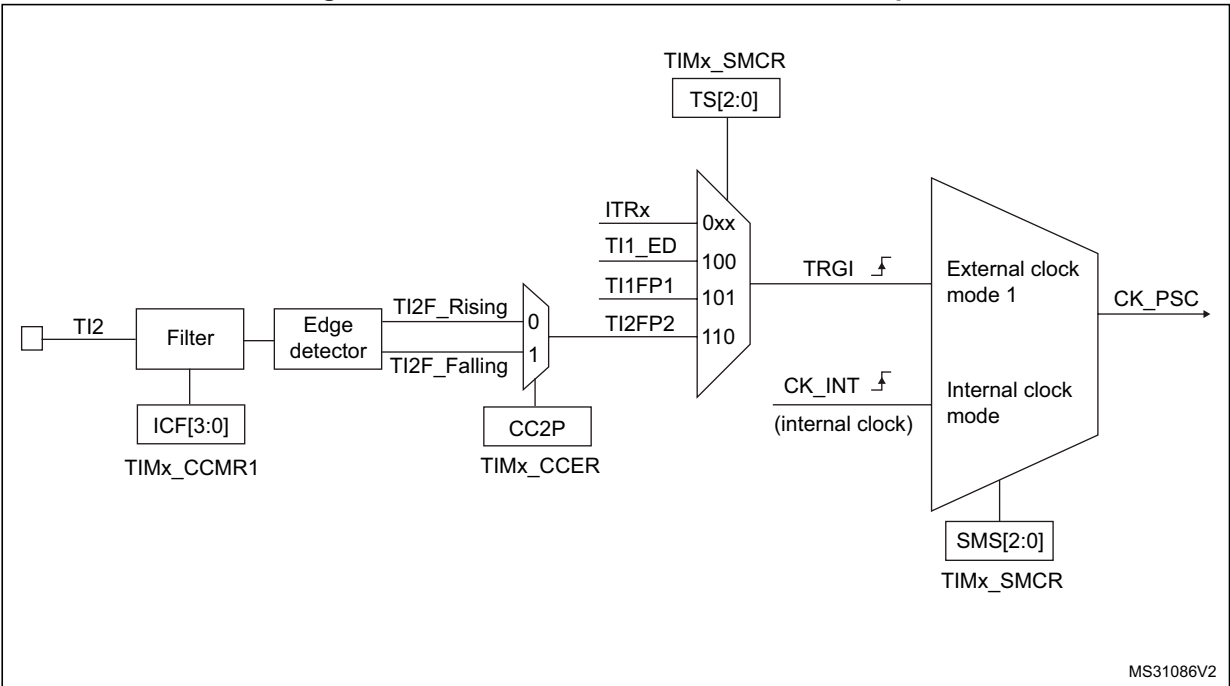 TIMx_SMCR
TS[2:0]
ITRx
0xx
TI1_ED
100
TI1FP1
101
TI2FP2
110
TRGI
External clock
mode 1
CK_PSC
TI2
Filter
Edge
detector
TI2F_Rising
0
TI2F_Falling
1
CK_INT
(internal clock)
Internal clock
mode
ICF[3:0]
TIMx_CCMR1
CC2P
TIMx_CCER
SMS[2:0]
TIMx_SMCR
MS31086V2